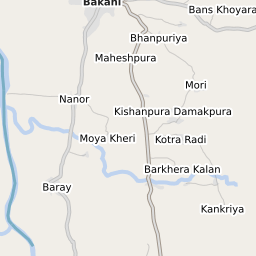 Bakani
Bans Khoyara
Bhanpuriya
Maheshpura
Mori
Nanor
Kishanpura Damakpura
Moya Kheri
Kotra Radi
Barkhera Kalan
Baray
Kankriya